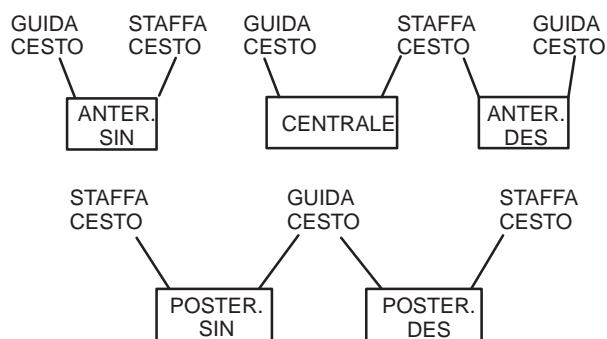 GUIDA
CESTO
STAFFA
CESTO
GUIDA
CESTO
STAFFA
CESTO
GUIDA
CESTO
ANTER.
SIN
CENTRALE
ANTER.
DES
STAFFA
CESTO
GUIDA
CESTO
STAFFA
CESTO
POSTER.
SIN
POSTER.
DES